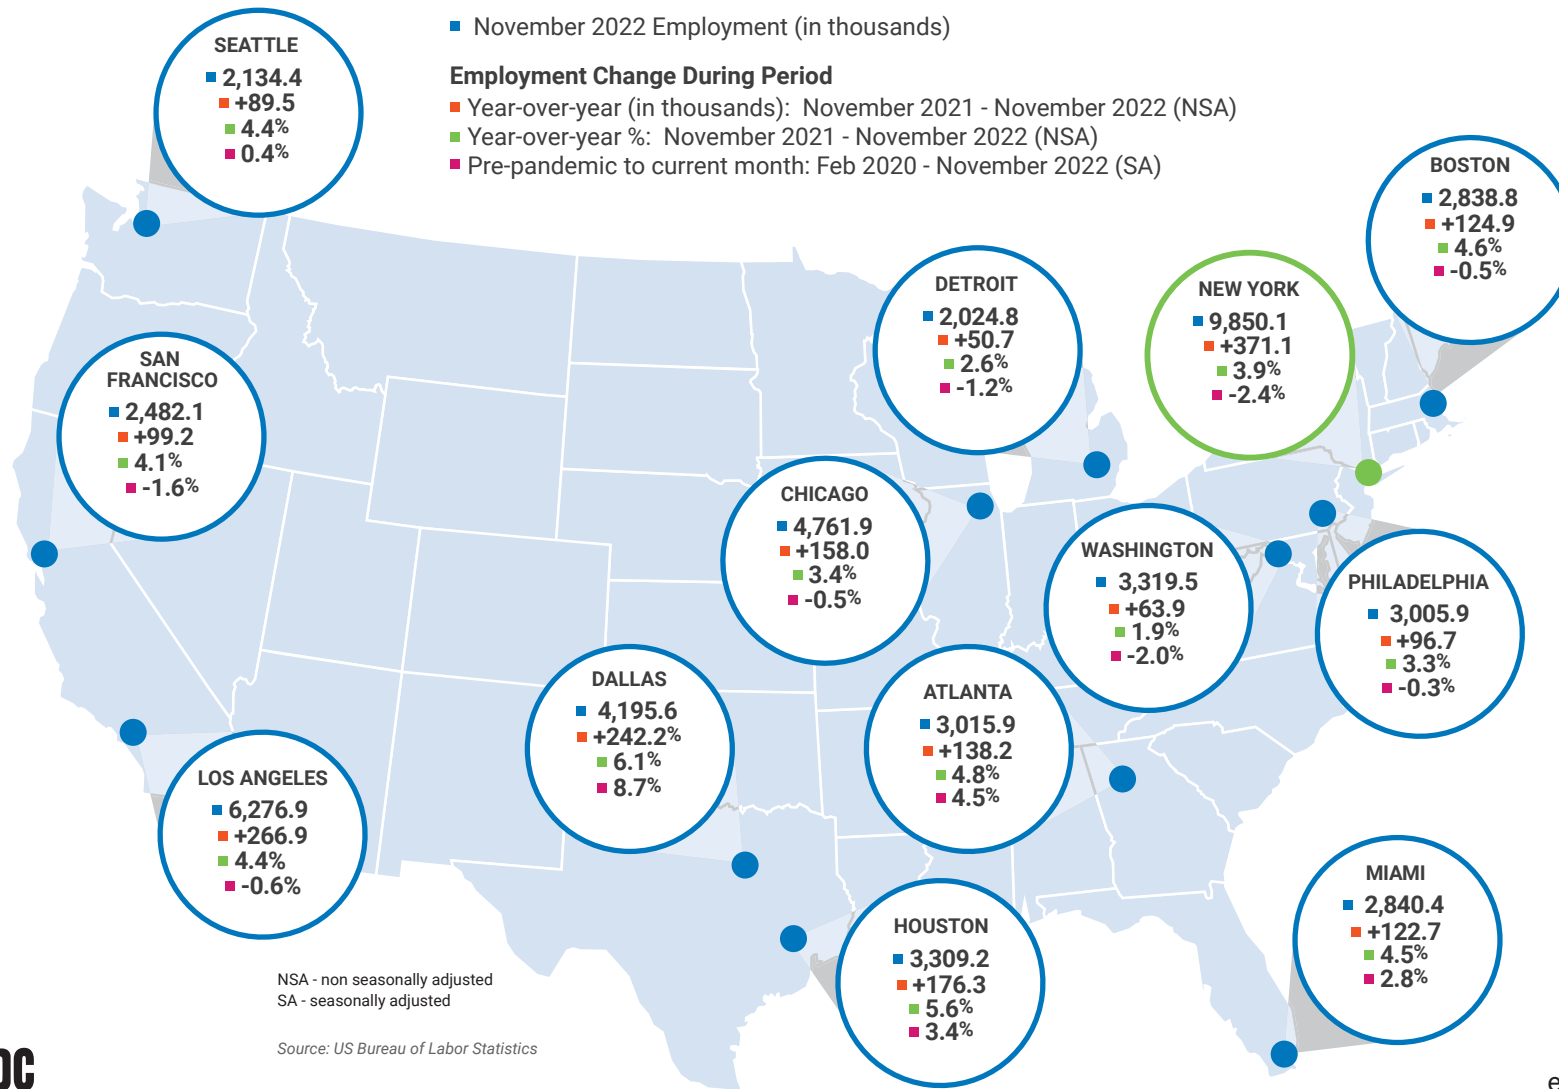 November 2022 Employment (in thousands)
Employment Change During Period
Year-over-year (in thousands): November 2021 - November 2022 (NSA)
Year-over-year %: November 2021 - November 2022 (NSA)
Pre-pandemic to current month: Feb 2020 - November 2022 (SA)
SEATTLE
2,134.4
+89.5
4.4%
0.4%
BOSTON
2,838.8
+124.9
4.6%
-0.5%
DETROIT
2,024.8
+50.7
2.6%
-1.2%
NEW YORK
9,850.1
+371.1
3.9%
-2.4%
SAN
FRANCISCO
2,482.1
+99.2
4.1%
-1.6%
CHICAGO
4,761.9
+158.0
3.4%
-0.5%
WASHINGTON
3,319.5
+63.9
1.9%
-2.0%
PHILADELPHIA
3,005.9
+96.7
3.3%
-0.3%
DALLAS
4,195.6
+242.2%
6.1%
8.7%
ATLANTA
3,015.9
+138.2
4.8%
4.5%
LOS ANGELES
6,276.9
+266.9
4.4%
-0.6%
HOUSTON
3,309.2
+176.3
5.6%
3.4%
MIAMI
2,840.4
+122.7
4.5%
2.8%
NSA - non seasonally adjusted
SA - seasonally adjusted
Source: US Bureau of Labor Statistics